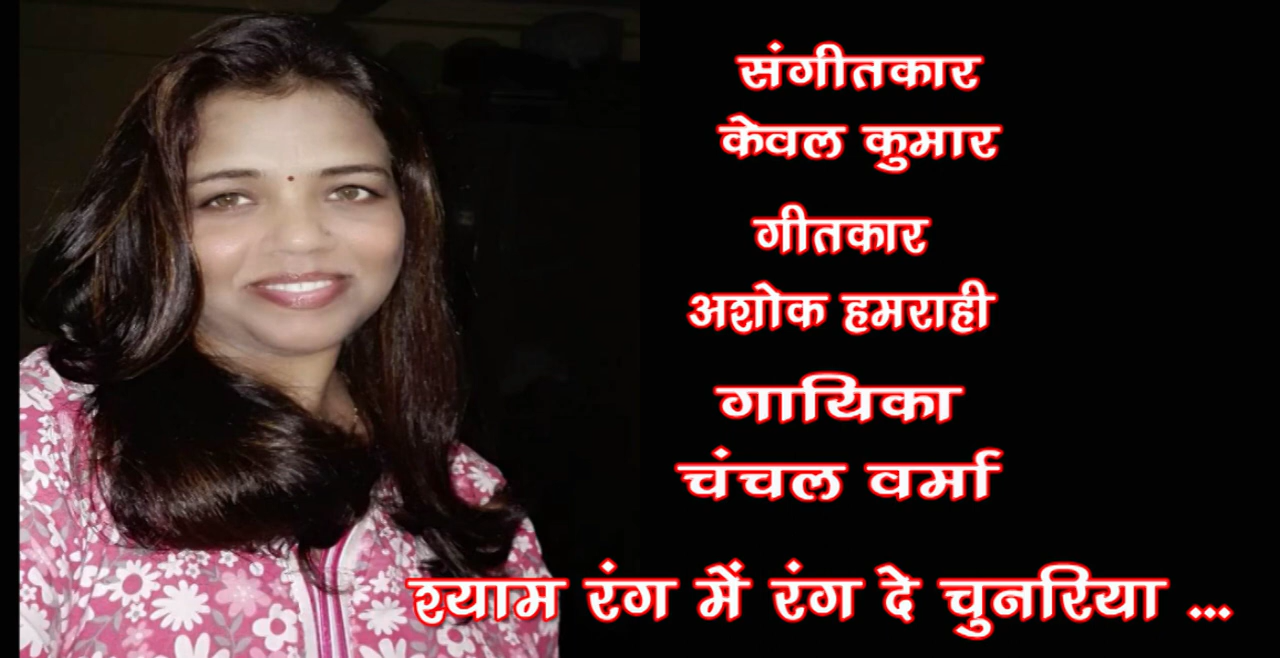 संगीतकार
केवल कुमार
गीतकार
अशोक हमराही
गायिका
चंचल वर्मा
श्याम रंग में रंग दे चुनरिया ...